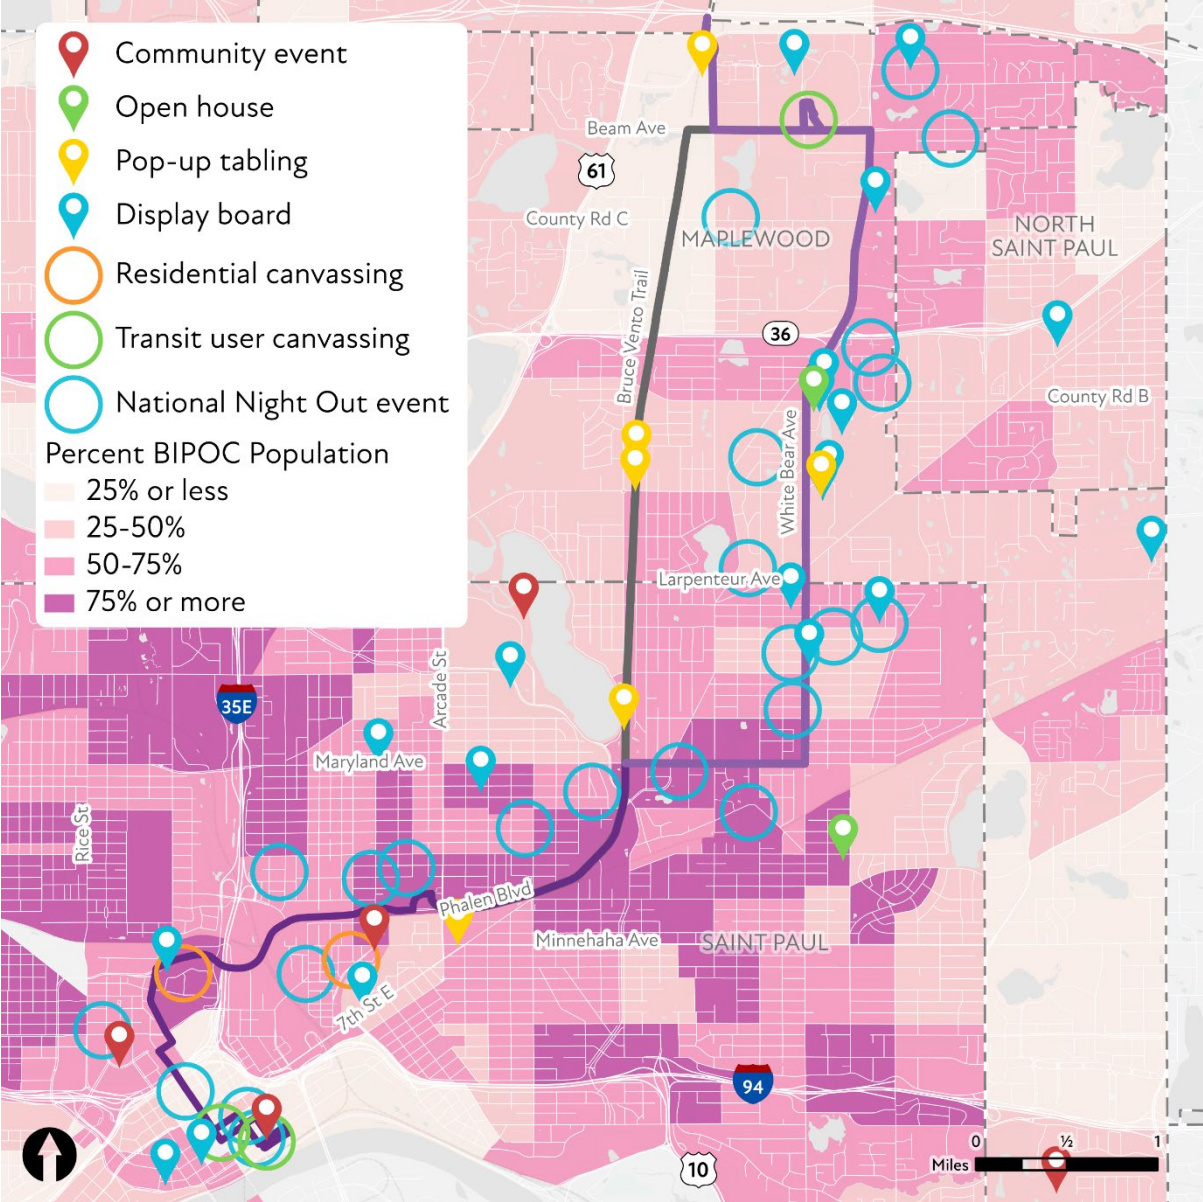 Community event
Open house
Pop-up tabling
Display board
Residential canvassing
Transit user canvassing
National Night Out event
Percent BIPOC Population
25% or less
25-50%
50-75%
75% or more
Beam Ave
61
County Rd C
MAPLEWOOD
NORTH
SAINT PAUL
Bruce Vento Trail
36
County Rd B
White Bear Ave
Larpenteur Ave
Arcade St
35E
Maryland Ave
Rice St
Phalen Blvd
Minnehaha Ave
SAINT PAUL
7th St E
94
10
0 ½ 1
Miles